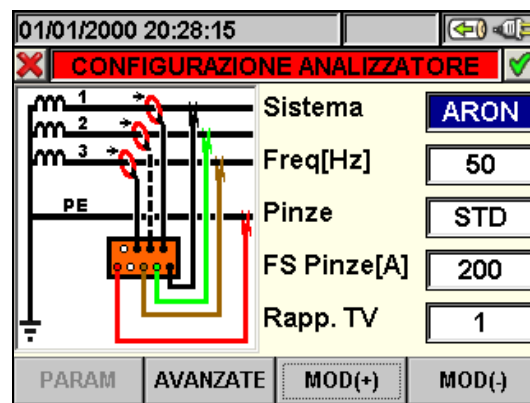 01/01/2000 20:28:15
CONFIGURAZIONE ANALIZZATORE
1
2
3
PE
Sistema ARON
Freq[Hz] 50
Pinze STD
FS Pinze[A] 200
Rapp. TV 1
PARAM AVANZATE MOD(+) MOD(-)